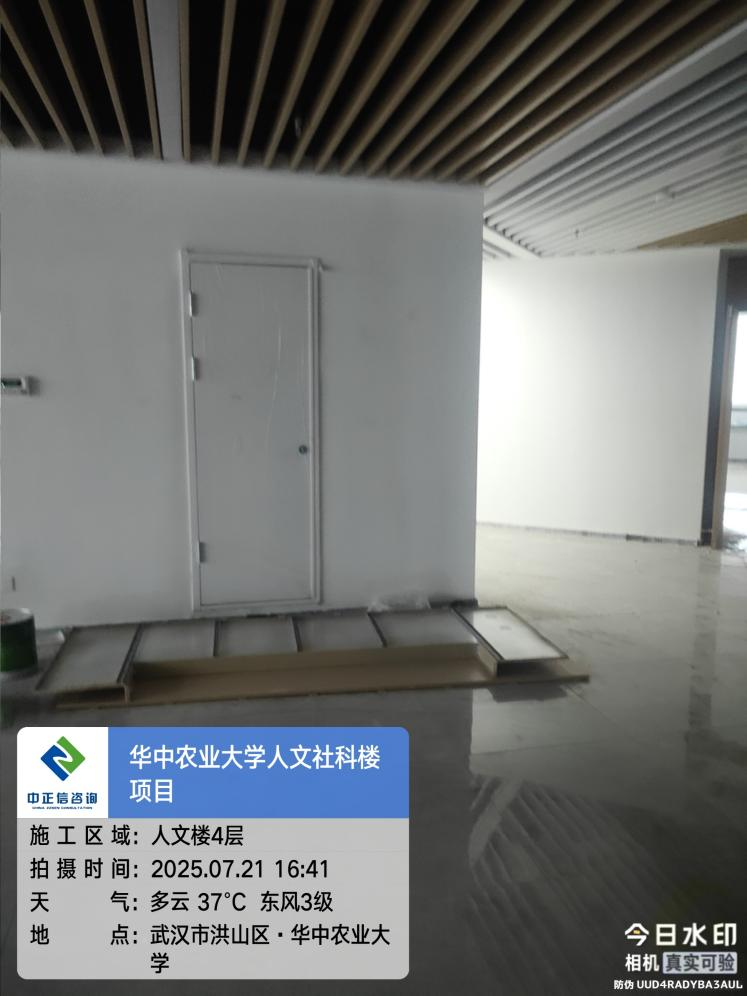 中正信咨询
华中农业大学人文社科楼
项目
施工区域：人文楼4层
拍摄时间：2025.07.21 16:41
天气：多云 37°C 东风3级
地点：武汉市洪山区·华中农业大
学
今日水印
相机 真实可验
防伪 UUD4RADYBA3AUL